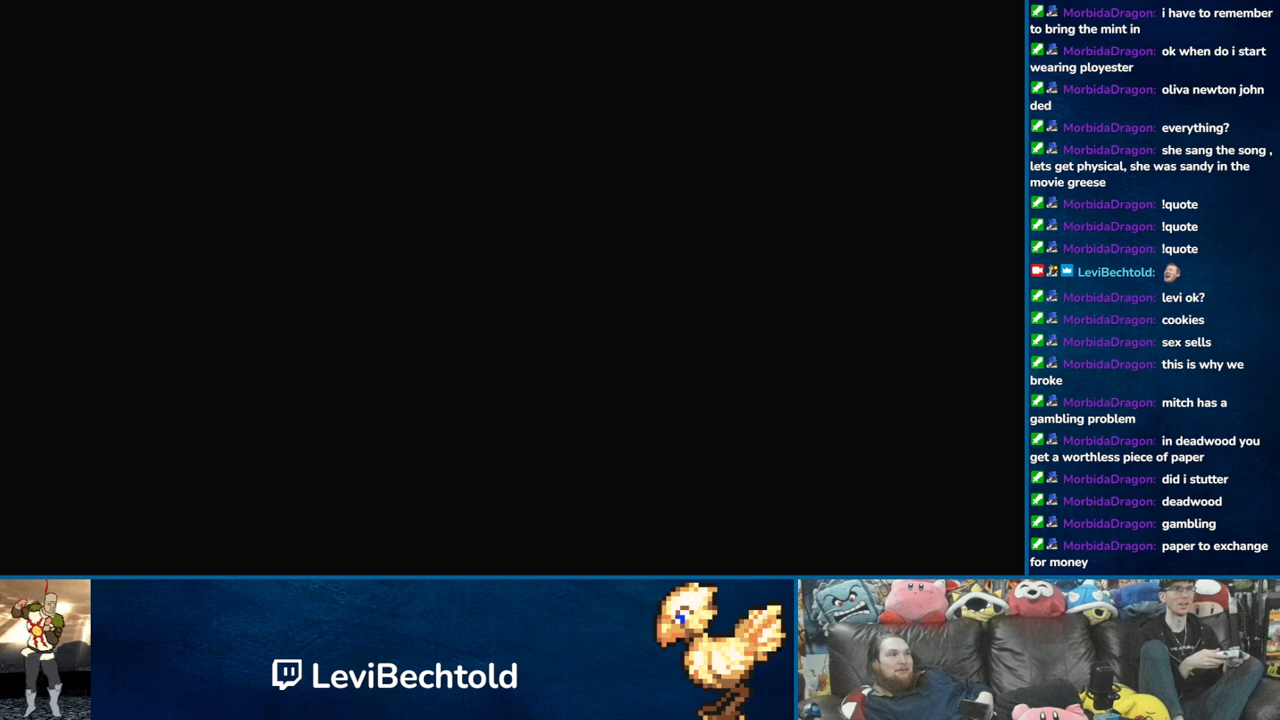 MorbidaDragon: i have to remember
to bring the mint in
MorbidaDragon: ok when do i start
wearing ployester
MorbidaDragon: oliva newton john
ded
MorbidaDragon: everything?
MorbidaDragon: she sang the song ,
lets get physical, she was sandy in the
movie greese
MorbidaDragon: !quote
MorbidaDragon: !quote
MorbidaDragon: !quote
LeviBechtold:
MorbidaDragon: levi ok?
MorbidaDragon: cookies
MorbidaDragon: sex sells
MorbidaDragon: this is why we
broke
MorbidaDragon: mitch has a
gambling problem
MorbidaDragon: in deadwood you
get a worthless piece of paper
MorbidaDragon: did i stutter
MorbidaDragon: deadwood
MorbidaDragon: gambling
MorbidaDragon: paper to exchange
for money
LeviBechtold